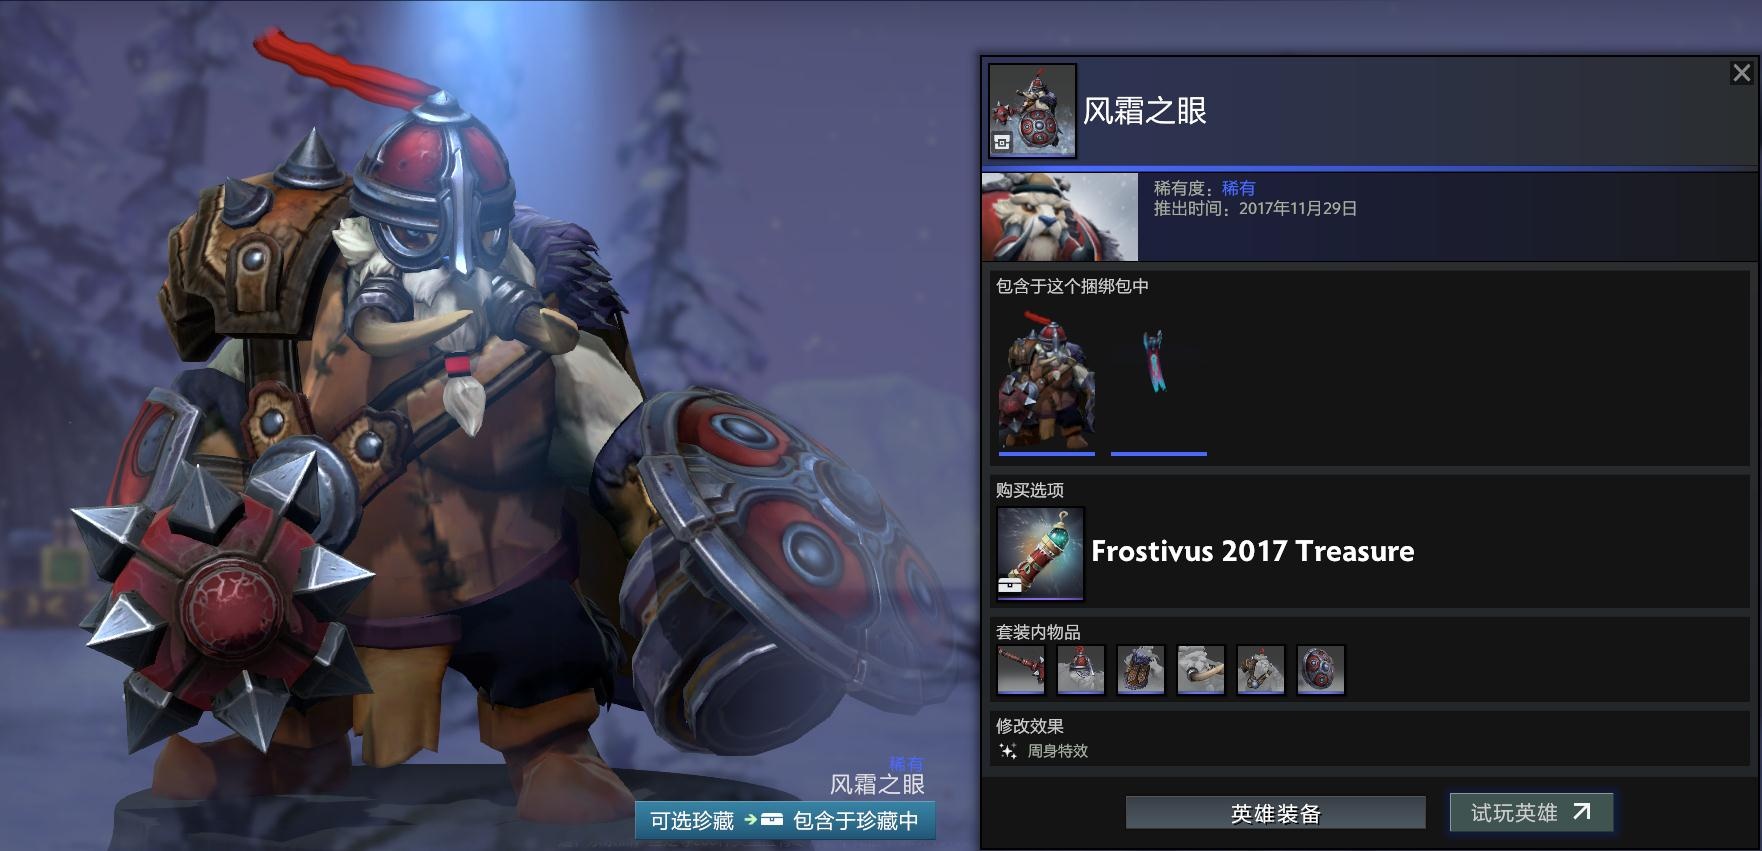 风霜之眼
稀有度：稀有
推出时间：2017年11月29日
包含于这个捆绑包中
购买选项
Frostivus 2017 Treasure
套装内物品
修改效果
周身特效
英雄装备
试玩英雄
稀有
风霜之眼
可选珍藏 包含于珍藏中